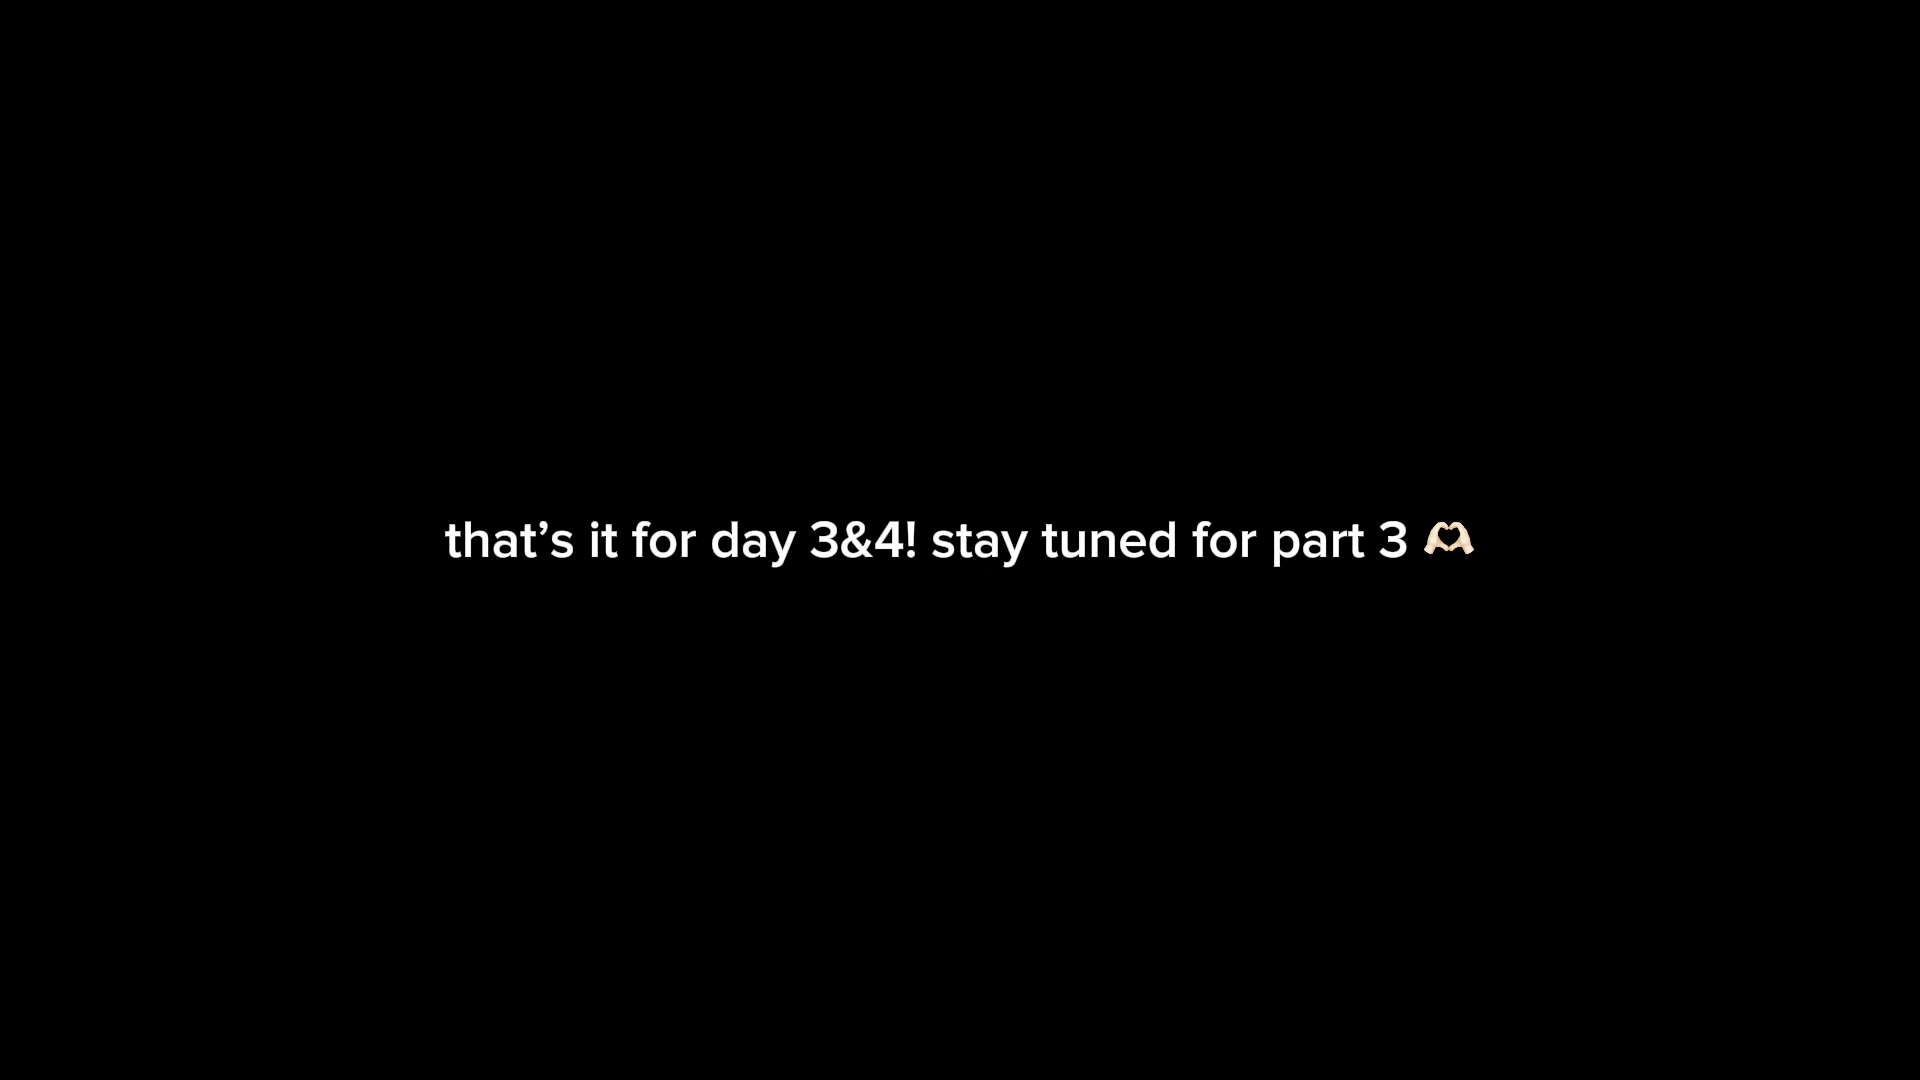 that’s it for day 3&4! stay tuned for part 3 🫶🏻